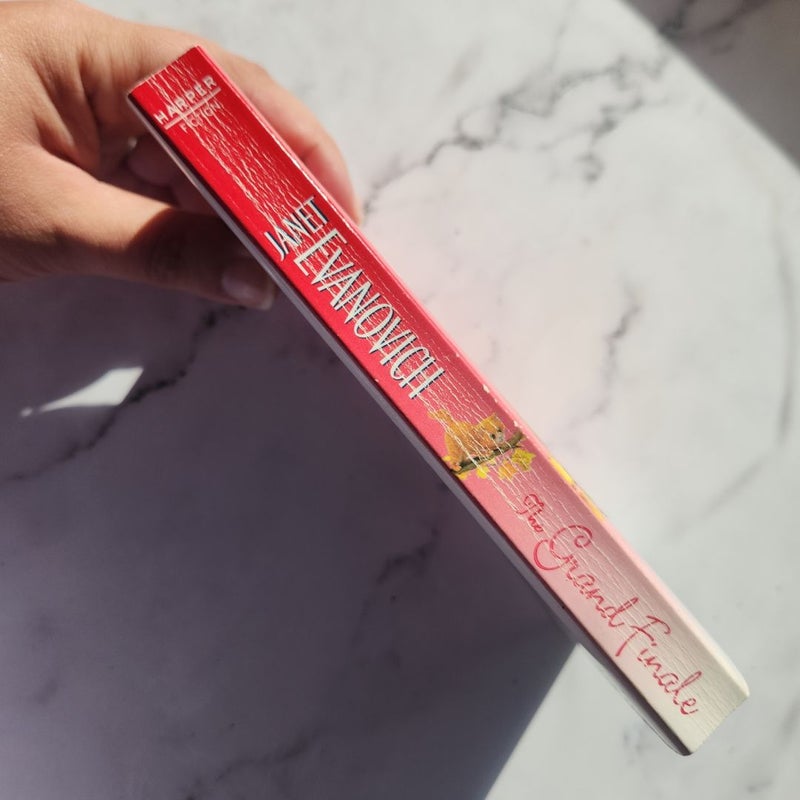 HARPER
FICTION
JANET
EVANOVICH
The Grand Finale